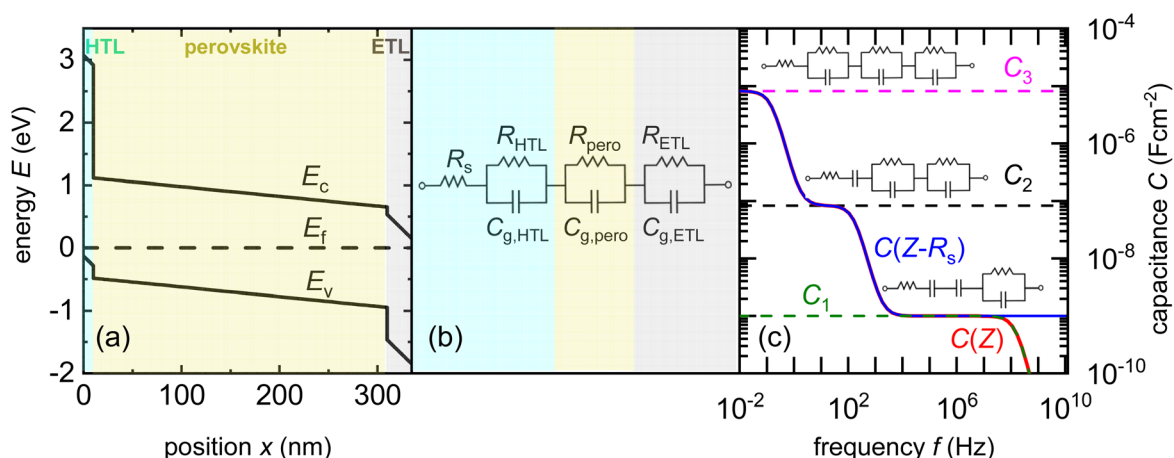 HTL perovskite ETL
energy E (eV)
3
2
1
0
-1
-2
E_c
E_f
E_v
(a)
0 100 200 300
position x (nm)
R_s
R_HTL
C_g,HTL
R_pero
C_g,pero
R_ETL
C_g,ETL
(b)
C_3
C_2
C(Z-R_s)
C_1
C(Z)
(c)
10^-2 10^2 10^6 10^10
frequency f (Hz)
10^-4
10^-6
10^-8
10^-10
capacitance C (Fcm^-2)